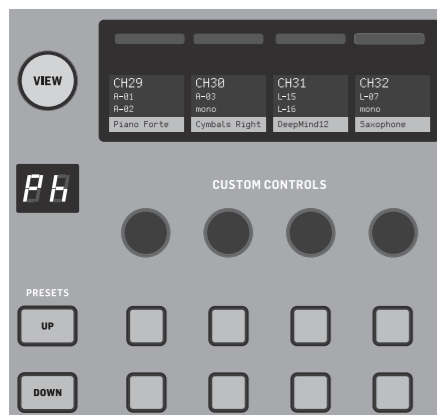 VIEW
CH29 CH30 CH31 CH32
A-01 A-03 L-15 L-07
A-02 mono L-16 mono
Piano Forte Cymbals Right DeepMind12 Saxophone
Ph
CUSTOM CONTROLS
PRESETS
UP
DOWN